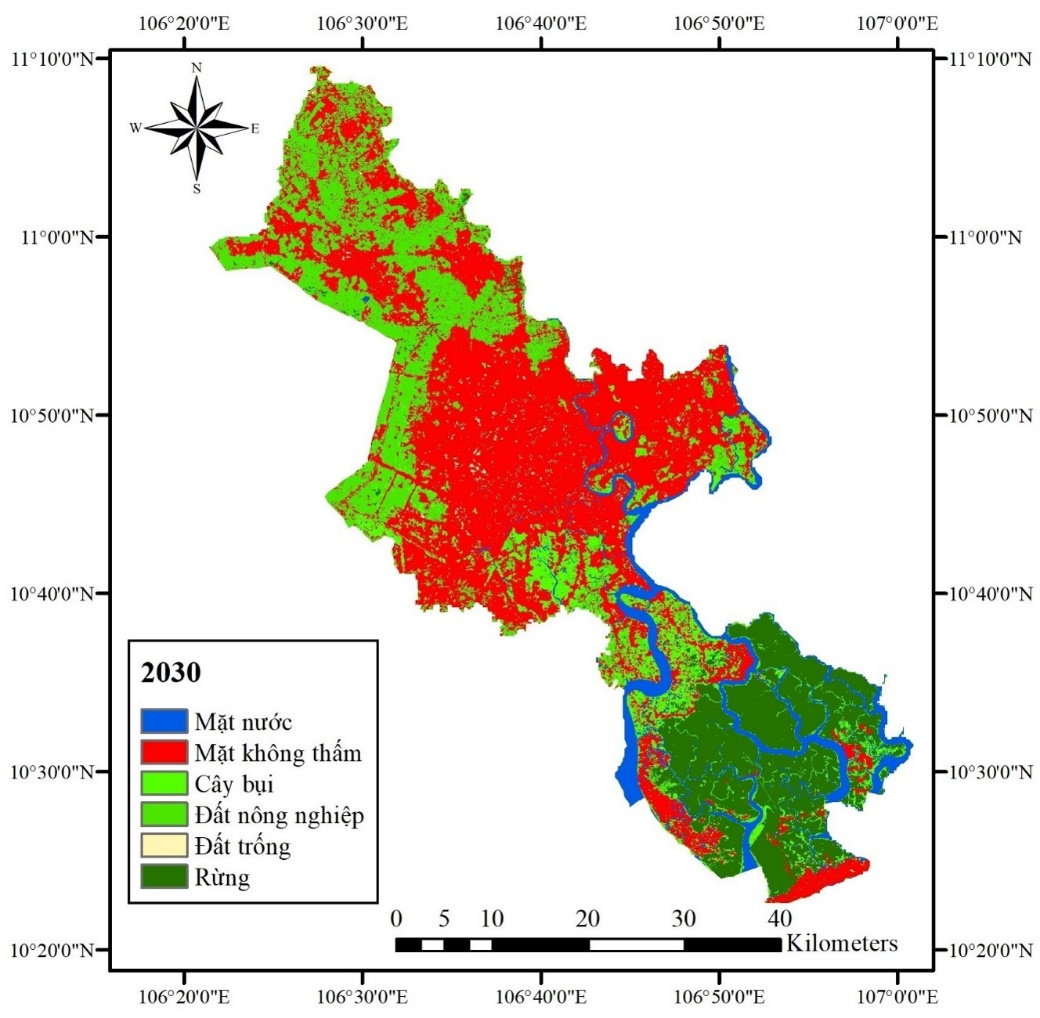 106°20'0"E 106°30'0"E 106°40'0"E 106°50'0"E 107°0'0"E
11°10'0"N 11°10'0"N
N
W E
S
11°0'0"N 11°0'0"N
10°50'0"N 10°50'0"N
10°40'0"N 10°40'0"N
2030
Mặt nước
Mặt không thấm
Cây bụi
Đất nông nghiệp
Đất trống
Rừng
10°30'0"N 10°30'0"N
0 5 10 20 30 40
Kilometers
10°20'0"N 10°20'0"N
106°20'0"E 106°30'0"E 106°40'0"E 106°50'0"E 107°0'0"E